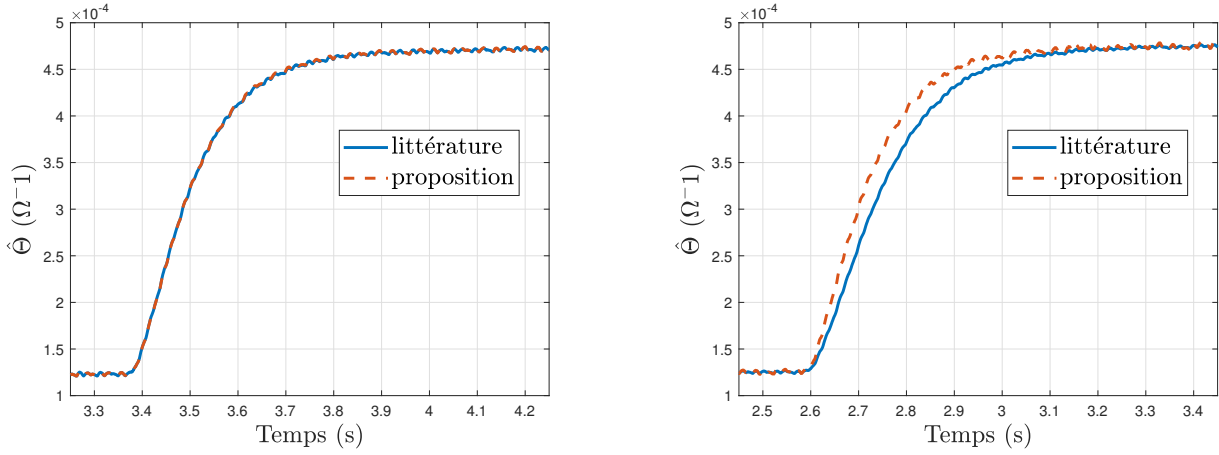 ×10⁻⁴
5
4.5
4
3.5
3
2.5
2
1.5
1
3.3 3.4 3.5 3.6 3.7 3.8 3.9 4 4.1 4.2
Temps (s)
Θ̂ (Ω⁻1)
littérature
proposition
×10⁻⁴
5
4.5
4
3.5
3
2.5
2
1.5
1
2.5 2.6 2.7 2.8 2.9 3 3.1 3.2 3.3 3.4
Temps (s)
Θ̂ (Ω⁻1)
littérature
proposition